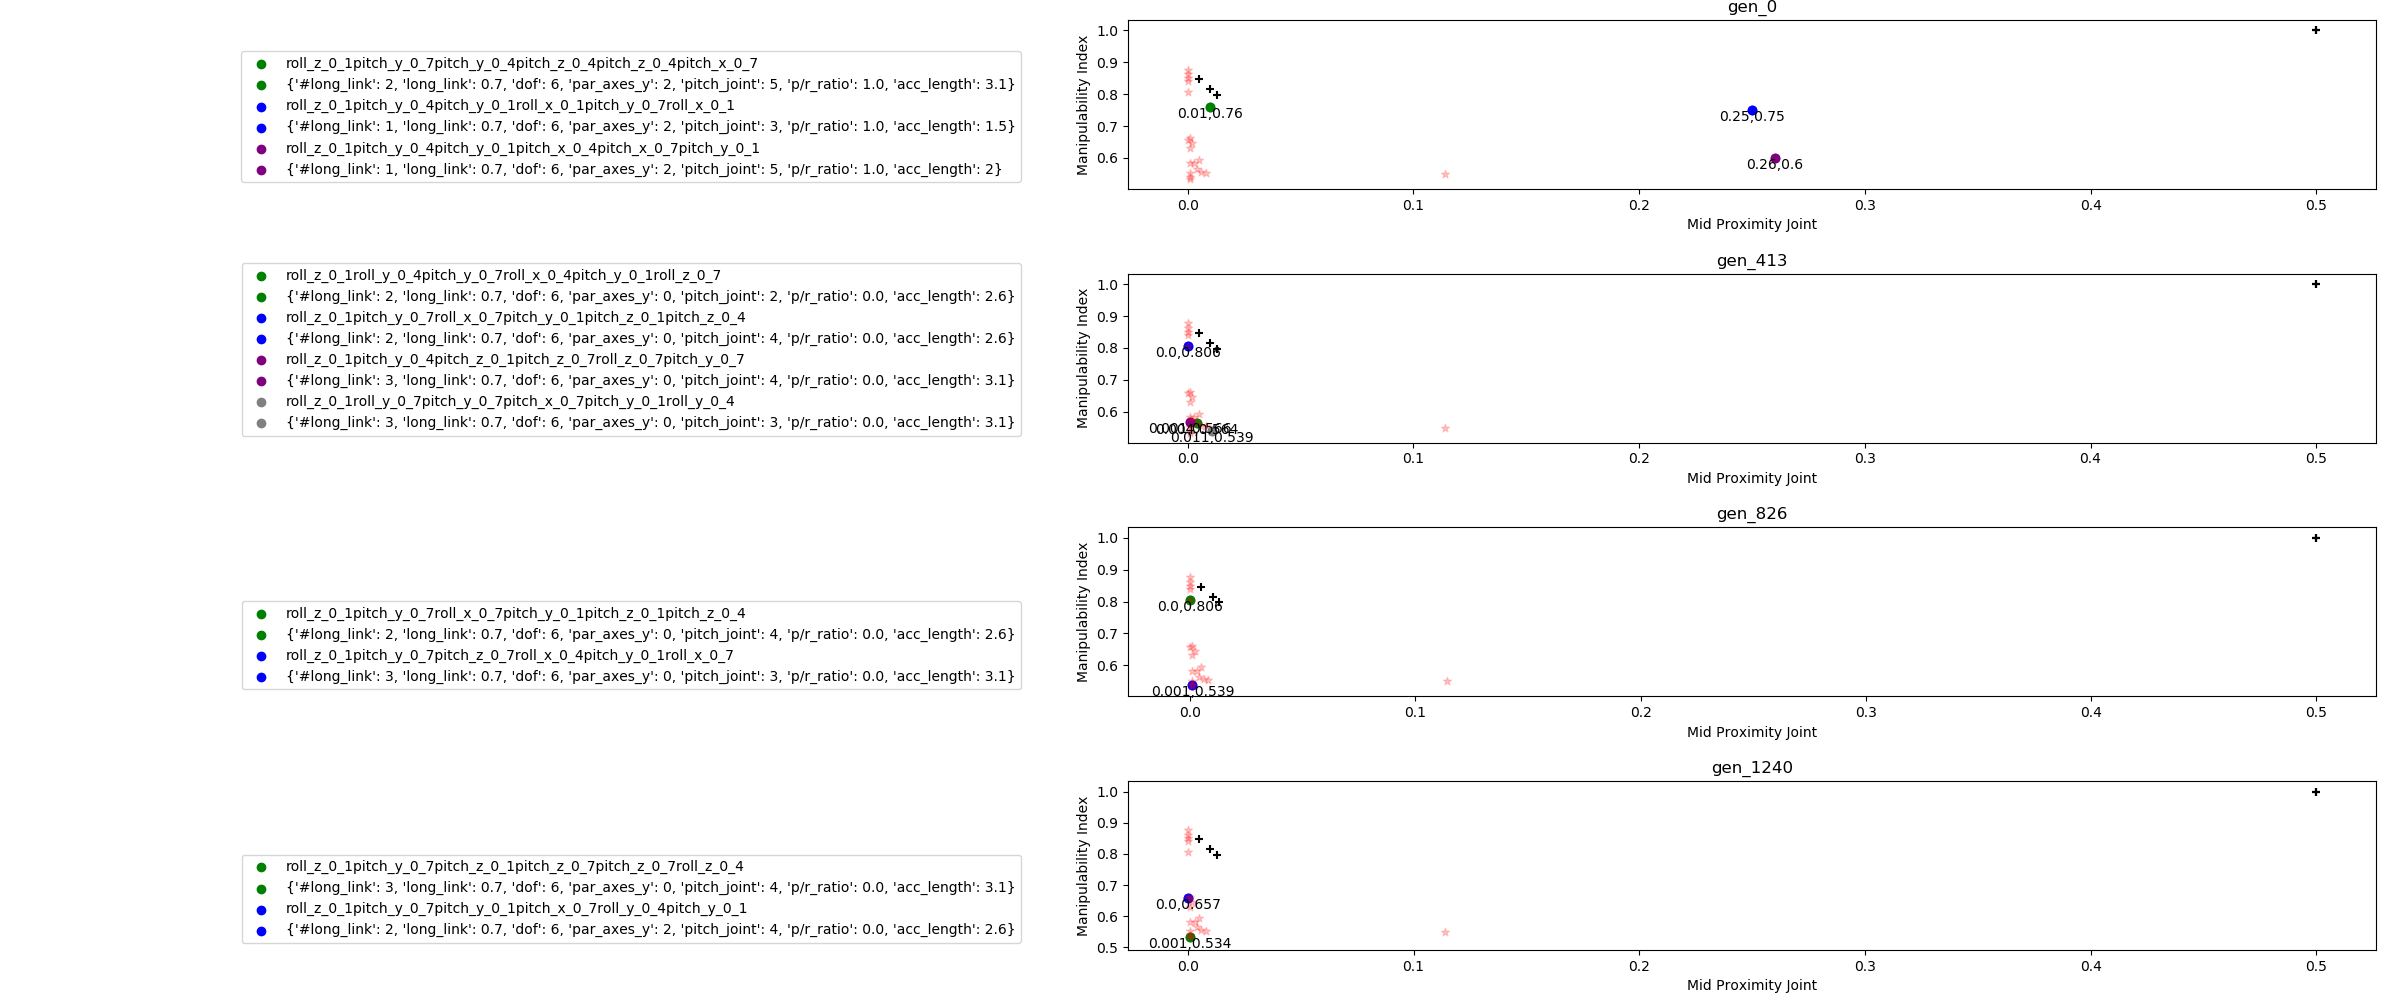 gen_0
roll_z_0_1pitch_y_0_7pitch_y_0_4pitch_z_0_4pitch_z_0_4pitch_x_0_7
{'#long_link': 2, 'long_link': 0.7, 'dof': 6, 'par_axes_y': 2, 'pitch_joint': 5, 'p/r_ratio': 1.0, 'acc_length': 3.1}
roll_z_0_1pitch_y_0_4pitch_y_0_1roll_x_0_1pitch_y_0_7roll_x_0_1
{'#long_link': 1, 'long_link': 0.7, 'dof': 6, 'par_axes_y': 2, 'pitch_joint': 3, 'p/r_ratio': 1.0, 'acc_length': 1.5}
roll_z_0_1pitch_y_0_4pitch_y_0_1pitch_x_0_4pitch_x_0_7pitch_y_0_1
{'#long_link': 1, 'long_link': 0.7, 'dof': 6, 'par_axes_y': 2, 'pitch_joint': 5, 'p/r_ratio': 1.0, 'acc_length': 2}
Manipulability Index
1.0
0.9
0.8
0.7
0.6
0.01,0.76
0.25,0.75
0.26,0.6
0.0 0.1 0.2 0.3 0.4 0.5
Mid Proximity Joint
gen_413
roll_z_0_1roll_y_0_4pitch_y_0_7roll_x_0_4pitch_y_0_1roll_z_0_7
{'#long_link': 2, 'long_link': 0.7, 'dof': 6, 'par_axes_y': 0, 'pitch_joint': 2, 'p/r_ratio': 0.0, 'acc_length': 2.6}
roll_z_0_1pitch_y_0_7roll_x_0_7pitch_y_0_1pitch_z_0_1pitch_z_0_4
{'#long_link': 2, 'long_link': 0.7, 'dof': 6, 'par_axes_y': 0, 'pitch_joint': 4, 'p/r_ratio': 0.0, 'acc_length': 2.6}
roll_z_0_1pitch_y_0_4pitch_z_0_1pitch_z_0_7roll_z_0_7pitch_y_0_7
{'#long_link': 3, 'long_link': 0.7, 'dof': 6, 'par_axes_y': 0, 'pitch_joint': 4, 'p/r_ratio': 0.0, 'acc_length': 3.1}
roll_z_0_1roll_y_0_7pitch_y_0_7pitch_x_0_7pitch_y_0_1roll_y_0_4
{'#long_link': 3, 'long_link': 0.7, 'dof': 6, 'par_axes_y': 0, 'pitch_joint': 3, 'p/r_ratio': 0.0, 'acc_length': 3.1}
Manipulability Index
1.0
0.9
0.8
0.7
0.6
0.0,0.806
0.001,0.566
0.004,0.564
0.011,0.539
0.0 0.1 0.2 0.3 0.4 0.5
Mid Proximity Joint
gen_826
roll_z_0_1pitch_y_0_7roll_x_0_7pitch_y_0_1pitch_z_0_1pitch_z_0_4
{'#long_link': 2, 'long_link': 0.7, 'dof': 6, 'par_axes_y': 0, 'pitch_joint': 4, 'p/r_ratio': 0.0, 'acc_length': 2.6}
roll_z_0_1pitch_y_0_7pitch_z_0_7roll_x_0_4pitch_y_0_1roll_x_0_7
{'#long_link': 3, 'long_link': 0.7, 'dof': 6, 'par_axes_y': 0, 'pitch_joint': 3, 'p/r_ratio': 0.0, 'acc_length': 3.1}
Manipulability Index
1.0
0.9
0.8
0.7
0.6
0.0,0.806
0.001,0.539
0.0 0.1 0.2 0.3 0.4 0.5
Mid Proximity Joint
gen_1240
roll_z_0_1pitch_y_0_7pitch_z_0_1pitch_z_0_7pitch_z_0_7roll_z_0_4
{'#long_link': 3, 'long_link': 0.7, 'dof': 6, 'par_axes_y': 0, 'pitch_joint': 4, 'p/r_ratio': 0.0, 'acc_length': 3.1}
roll_z_0_1pitch_y_0_7pitch_y_0_1pitch_x_0_7roll_y_0_4pitch_y_0_1
{'#long_link': 2, 'long_link': 0.7, 'dof': 6, 'par_axes_y': 2, 'pitch_joint': 4, 'p/r_ratio': 0.0, 'acc_length': 2.6}
Manipulability Index
1.0
0.9
0.8
0.7
0.6
0.5
0.0,0.657
0.001,0.534
0.0 0.1 0.2 0.3 0.4 0.5
Mid Proximity Joint